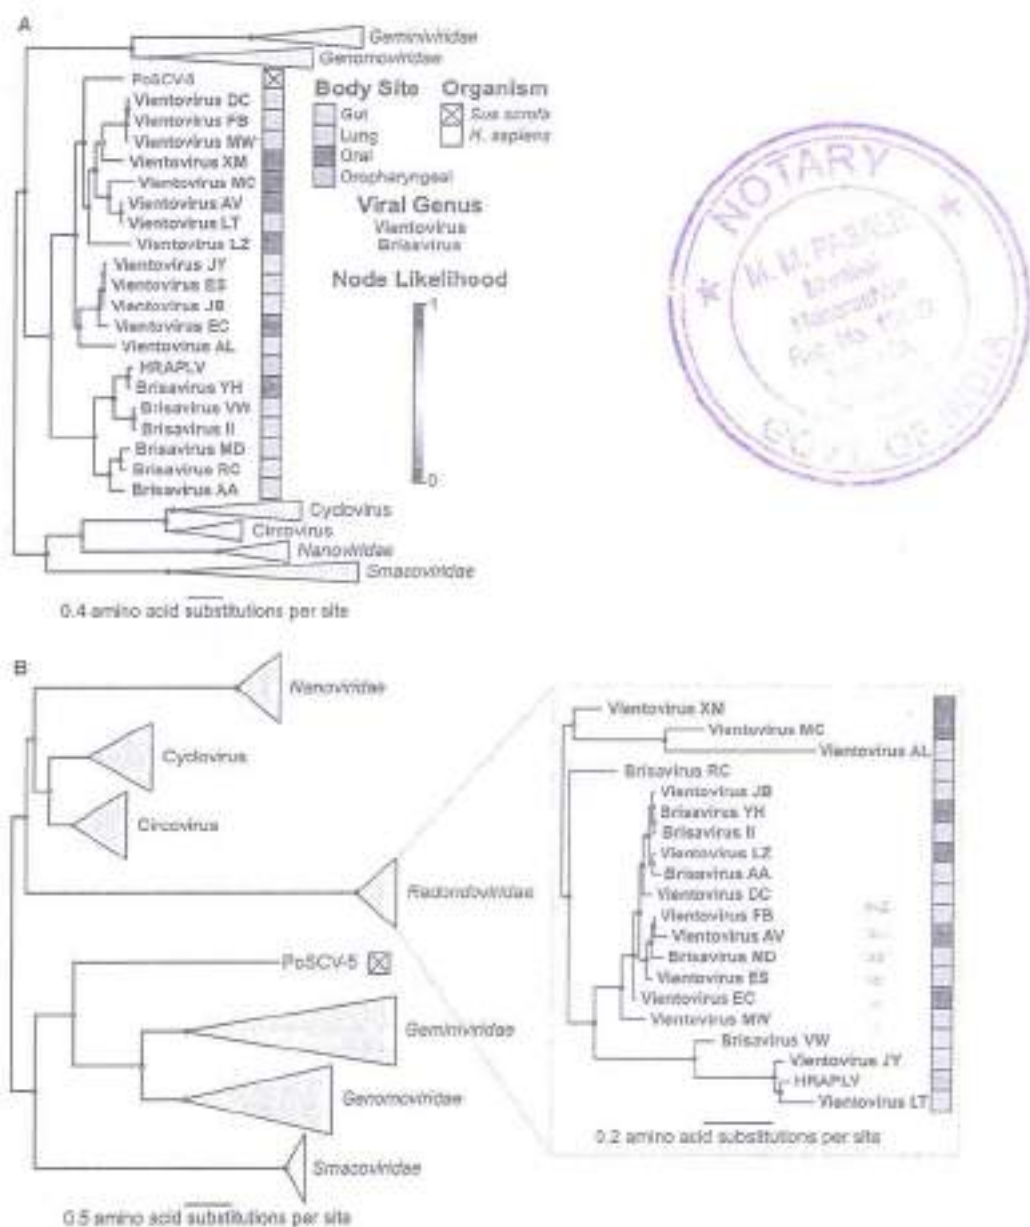 A
Geminiviridae
Genomoviridae
PoSCV-5
Vientovirus DC
Vientovirus FB
Vientovirus MW
Vientovirus XM
Vientovirus MC
Vientovirus AV
Vientovirus LT
Vientovirus LZ
Vientovirus JY
Vientovirus ES
Vientovirus JB
Vientovirus EC
Vientovirus AL
HRAPLV
Brisavirus YH
Brisavirus VW
Brisavirus II
Brisavirus MD
Brisavirus RC
Brisavirus AA
Cyclovirus
Circovirus
Nanoviridae
Smacoviridae
0.4 amino acid substitutions per site
Body Site
Gut
Lung
Oral
Oropharyngeal
Organism
Sus scrofa
H. sapiens
Viral Genus
Vientovirus
Brisavirus
Node Likelihood
1
0
NOTARY
GOVT. OF INDIA
B
Nanoviridae
Cyclovirus
Circovirus
Redondoviridae
PoSCV-5
Geminiviridae
Genomoviridae
Smacoviridae
0.5 amino acid substitutions per site
Vientovirus XM
Vientovirus MC
Vientovirus AL
Brisavirus RC
Vientovirus JB
Brisavirus YH
Brisavirus II
Vientovirus LZ
Brisavirus AA
Vientovirus DC
Vientovirus FB
Vientovirus AV
Brisavirus MD
Vientovirus ES
Vientovirus EC
Vientovirus MW
Brisavirus VW
Vientovirus JY
HRAPLV
Vientovirus LT
0.2 amino acid substitutions per site